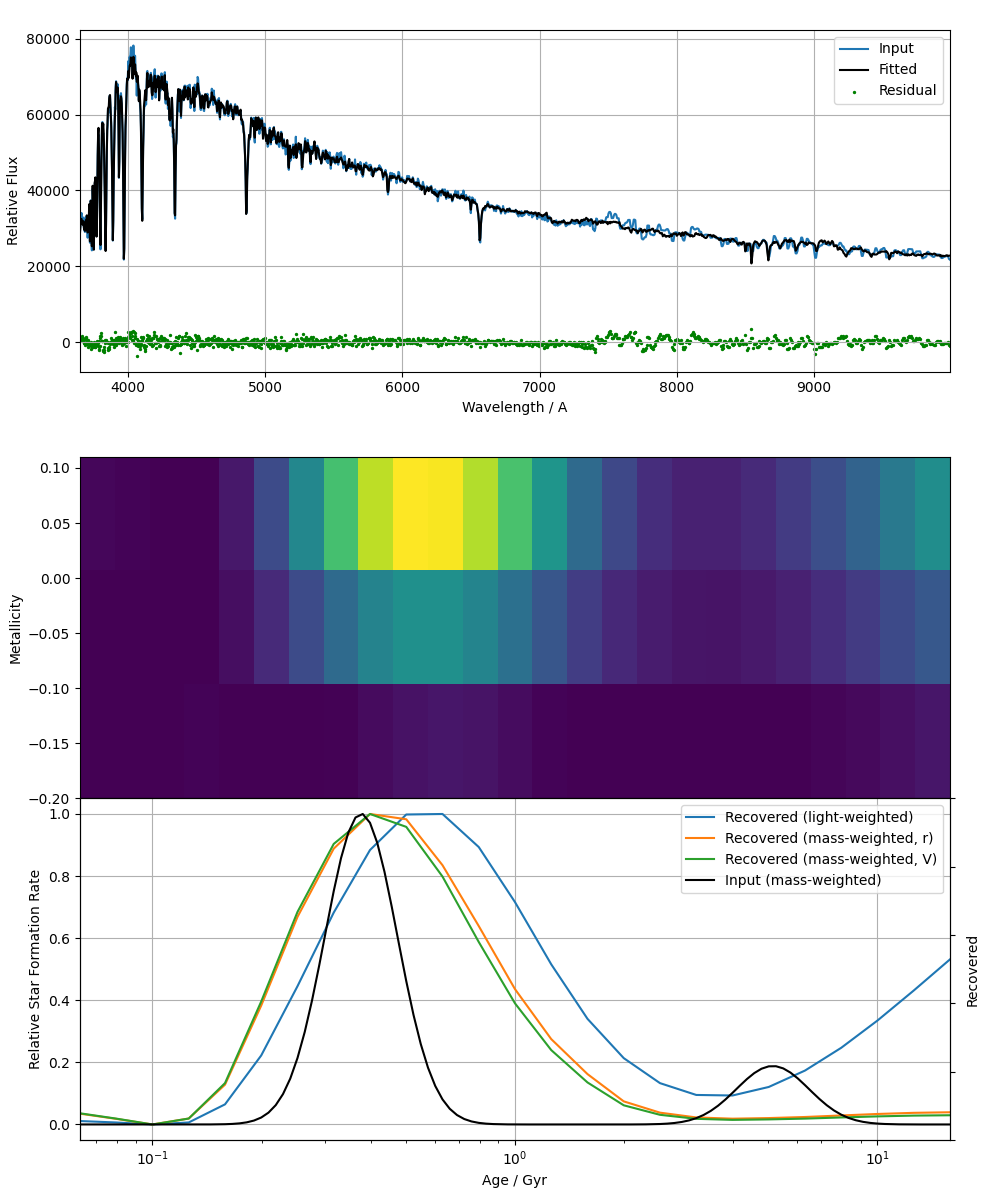 80000
60000
40000
20000
0
Relative Flux
Input
Fitted
Residual
4000 5000 6000 7000 8000 9000
Wavelength / A
0.10
0.05
0.00
−0.05
−0.10
−0.15
−0.20
Metallicity
1.0
0.8
0.6
0.4
0.2
0.0
Relative Star Formation Rate
Recovered (light-weighted)
Recovered (mass-weighted, r)
Recovered (mass-weighted, V)
Input (mass-weighted)
Recovered
10⁻¹ 10⁰ 10¹
Age / Gyr